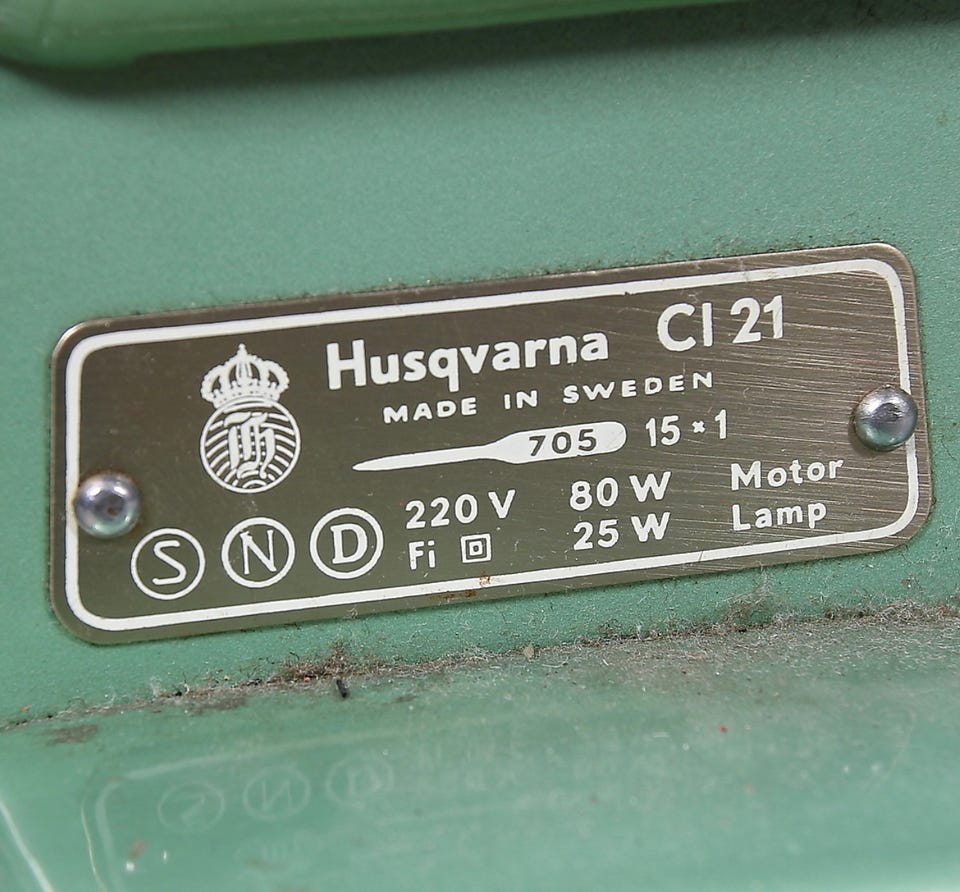 Husqvarna Cl 21
MADE IN SWEDEN
705 15×1
220 V 80 W Motor
Fi 25 W Lamp
S N D
H